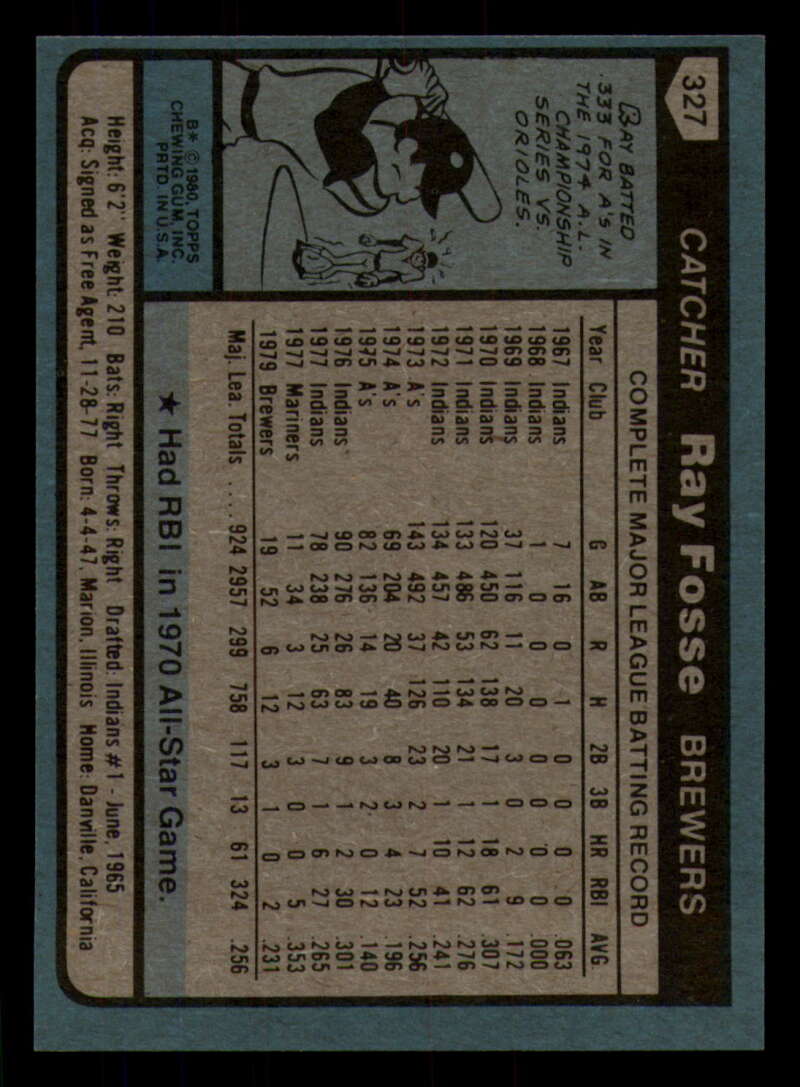 327
CATCHER Ray Fosse BREWERS
RAY BATTED
.333 FOR A's IN
THE 1974 A.L.
CHAMPIONSHIP
SERIES VS.
ORIOLES.
B* © 1980, TOPPS
CHEWING GUM, INC.
PRTD. IN U.S.A.
COMPLETE MAJOR LEAGUE BATTING RECORD
Year Club G AB R H 2B 3B HR RBI AVG.
1967 Indians 7 16 0 1 0 0 0 0 .063
1968 Indians 1 0 0 0 0 0 0 0 .000
1969 Indians 37 116 11 20 3 0 2 9 .172
1970 Indians 120 450 62 138 17 1 18 61 .307
1971 Indians 133 486 53 134 21 1 12 62 .276
1972 Indians 134 457 42 110 20 1 10 41 .241
1973 A's 143 492 37 126 23 2 7 52 .256
1974 A's 69 204 20 40 8 3 4 23 .196
1975 A's 82 136 14 19 3 2 0 12 .140
1976 Indians 90 276 26 83 9 1 2 30 .301
1977 Indians 78 238 25 63 7 1 6 27 .265
1977 Mariners 11 34 3 12 3 0 0 5 .353
1979 Brewers 19 52 6 12 3 1 0 2 .231
Maj. Lea. Totals ..... 924 2957 299 758 117 13 61 324 .256
★ Had RBI in 1970 All-Star Game.
Height: 6'2" Weight: 210 Bats: Right Throws: Right Drafted: Indians #1 - June, 1965
Acq: Signed as Free Agent, 11-28-77 Born: 4-4-47, Marion, Illinois Home: Danville, California